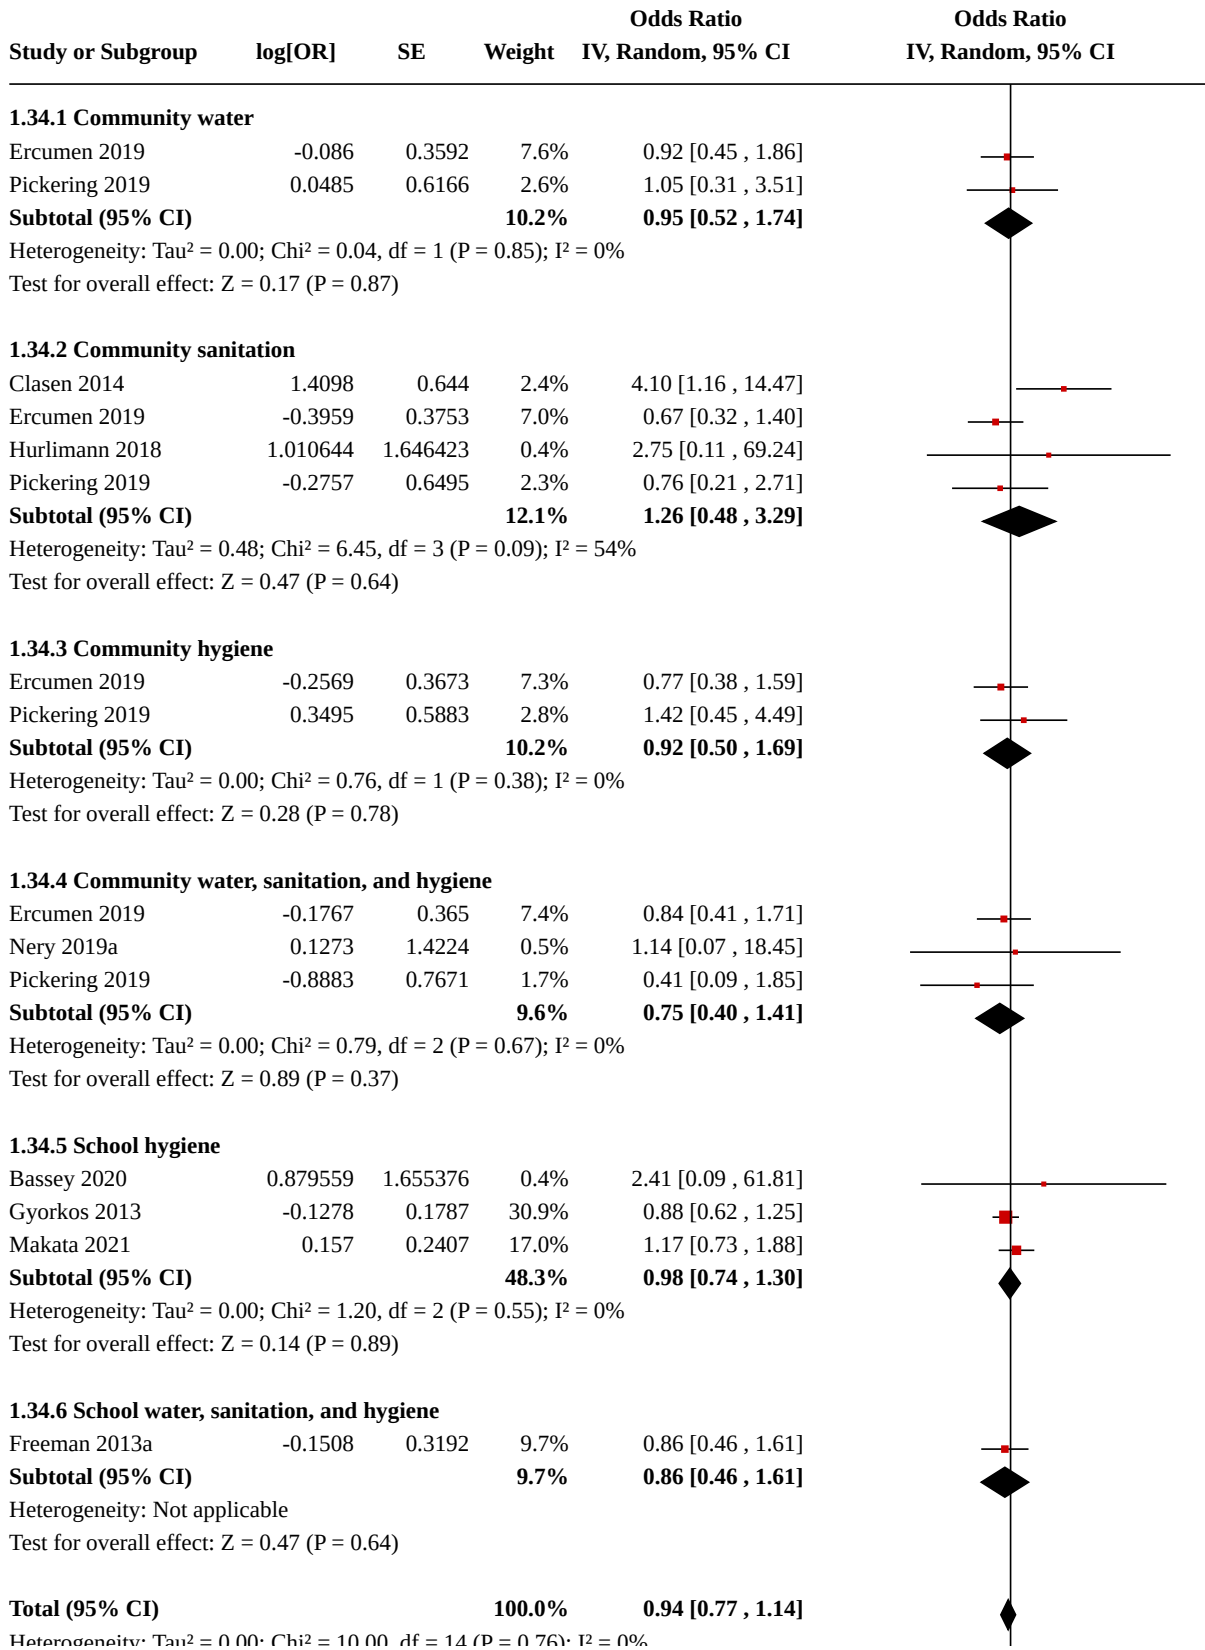 Odds Ratio Odds Ratio
Study or Subgroup log[OR] SE Weight IV, Random, 95% CI IV, Random, 95% CI
1.34.1 Community water
Ercumen 2019 -0.086 0.3592 7.6% 0.92 [0.45 , 1.86]
Pickering 2019 0.0485 0.6166 2.6% 1.05 [0.31 , 3.51]
Subtotal (95% CI) 10.2% 0.95 [0.52 , 1.74]
Heterogeneity: Tau² = 0.00; Chi² = 0.04, df = 1 (P = 0.85); I² = 0%
Test for overall effect: Z = 0.17 (P = 0.87)
1.34.2 Community sanitation
Clasen 2014 1.4098 0.644 2.4% 4.10 [1.16 , 14.47]
Ercumen 2019 -0.3959 0.3753 7.0% 0.67 [0.32 , 1.40]
Hurlimann 2018 1.010644 1.646423 0.4% 2.75 [0.11 , 69.24]
Pickering 2019 -0.2757 0.6495 2.3% 0.76 [0.21 , 2.71]
Subtotal (95% CI) 12.1% 1.26 [0.48 , 3.29]
Heterogeneity: Tau² = 0.48; Chi² = 6.45, df = 3 (P = 0.09); I² = 54%
Test for overall effect: Z = 0.47 (P = 0.64)
1.34.3 Community hygiene
Ercumen 2019 -0.2569 0.3673 7.3% 0.77 [0.38 , 1.59]
Pickering 2019 0.3495 0.5883 2.8% 1.42 [0.45 , 4.49]
Subtotal (95% CI) 10.2% 0.92 [0.50 , 1.69]
Heterogeneity: Tau² = 0.00; Chi² = 0.76, df = 1 (P = 0.38); I² = 0%
Test for overall effect: Z = 0.28 (P = 0.78)
1.34.4 Community water, sanitation, and hygiene
Ercumen 2019 -0.1767 0.365 7.4% 0.84 [0.41 , 1.71]
Nery 2019a 0.1273 1.4224 0.5% 1.14 [0.07 , 18.45]
Pickering 2019 -0.8883 0.7671 1.7% 0.41 [0.09 , 1.85]
Subtotal (95% CI) 9.6% 0.75 [0.40 , 1.41]
Heterogeneity: Tau² = 0.00; Chi² = 0.79, df = 2 (P = 0.67); I² = 0%
Test for overall effect: Z = 0.89 (P = 0.37)
1.34.5 School hygiene
Bassey 2020 0.879559 1.655376 0.4% 2.41 [0.09 , 61.81]
Gyorkos 2013 -0.1278 0.1787 30.9% 0.88 [0.62 , 1.25]
Makata 2021 0.157 0.2407 17.0% 1.17 [0.73 , 1.88]
Subtotal (95% CI) 48.3% 0.98 [0.74 , 1.30]
Heterogeneity: Tau² = 0.00; Chi² = 1.20, df = 2 (P = 0.55); I² = 0%
Test for overall effect: Z = 0.14 (P = 0.89)
1.34.6 School water, sanitation, and hygiene
Freeman 2013a -0.1508 0.3192 9.7% 0.86 [0.46 , 1.61]
Subtotal (95% CI) 9.7% 0.86 [0.46 , 1.61]
Heterogeneity: Not applicable
Test for overall effect: Z = 0.47 (P = 0.64)
Total (95% CI) 100.0% 0.94 [0.77 , 1.14]
Heterogeneity: Tau² = 0.00; Chi² = 10.00, df = 14 (P = 0.76); I² = 0%